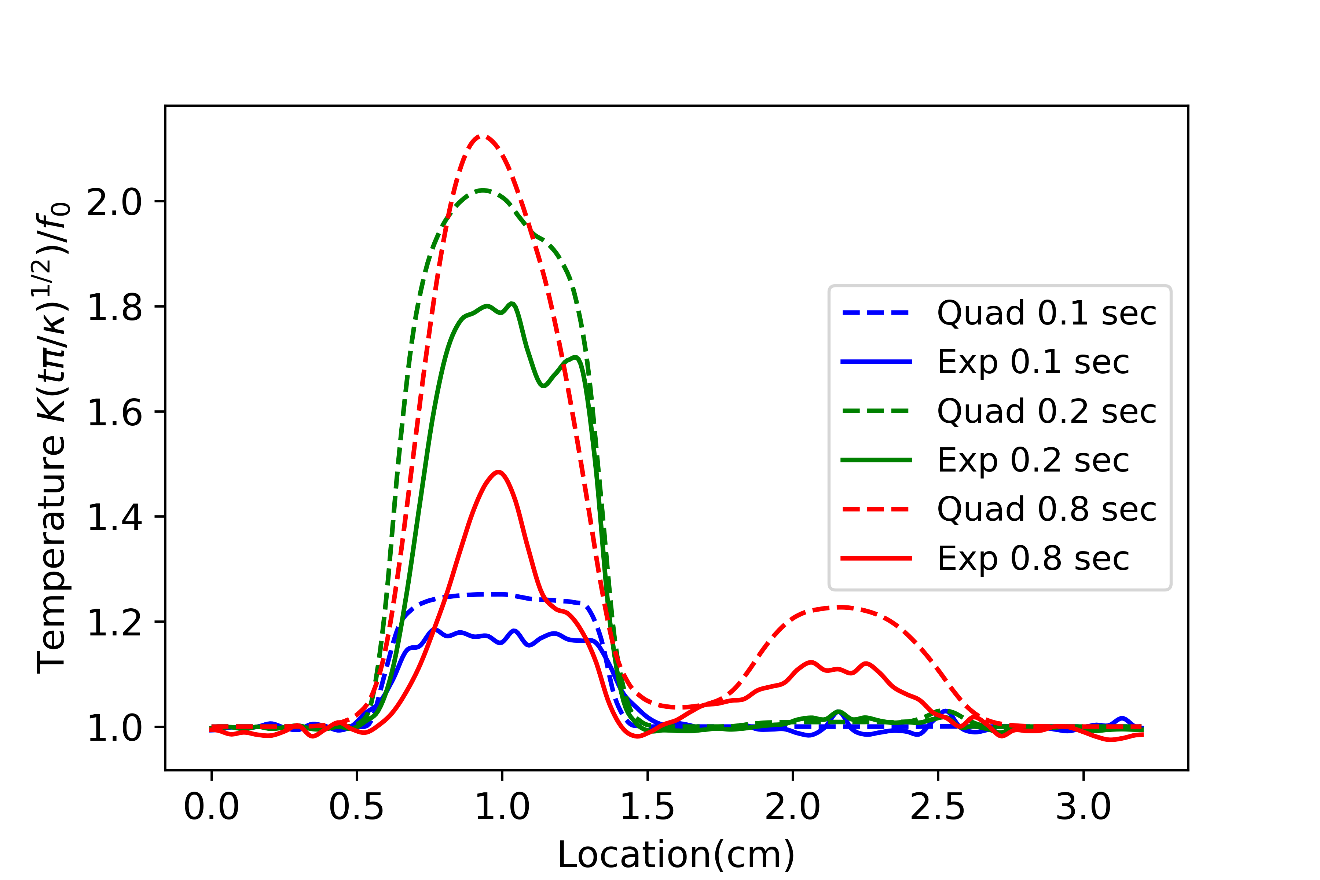 Temperature K(tπ/κ)^{1/2})/f_0
2.0
1.8
1.6
1.4
1.2
1.0
Quad 0.1 sec
Exp 0.1 sec
Quad 0.2 sec
Exp 0.2 sec
Quad 0.8 sec
Exp 0.8 sec
0.0 0.5 1.0 1.5 2.0 2.5 3.0
Location(cm)